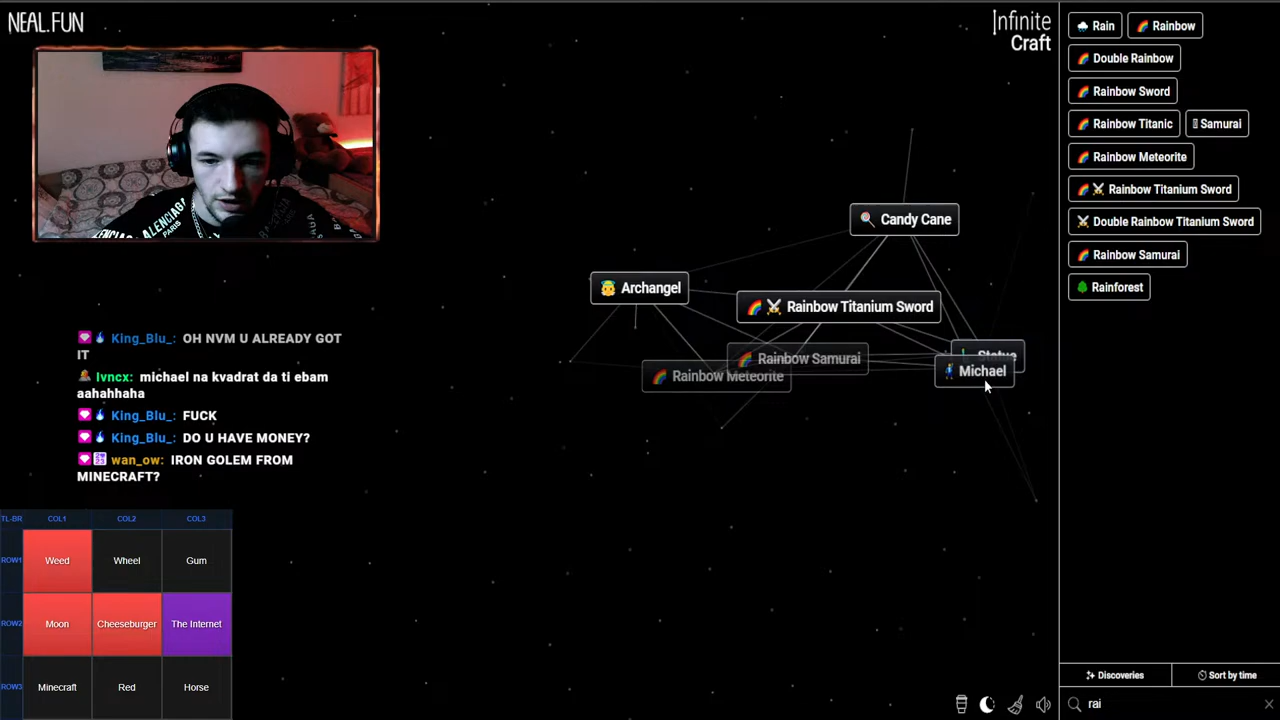 NEAL.FUN
Infinite
Craft
BALENCIAGA
PARIS
King_Blu_: OH NVM U ALREADY GOT
IT
lvncx: michael na kvadrat da ti ebam
aahahhaha
King_Blu_: FUCK
King_Blu_: DO U HAVE MONEY?
wan_ow: IRON GOLEM FROM
MINECRAFT?
TL-BR COL1 COL2 COL3
ROW1 Weed Wheel Gum
ROW2 Moon Cheeseburger The Internet
ROW3 Minecraft Red Horse
Candy Cane
Archangel
Rainbow Titanium Sword
Statue
Rainbow Samurai
Michael
Rainbow Meteorite
Rain Rainbow
Double Rainbow
Rainbow Sword
Rainbow Titanic Samurai
Rainbow Meteorite
Rainbow Titanium Sword
Double Rainbow Titanium Sword
Rainbow Samurai
Rainforest
Discoveries Sort by time
rai